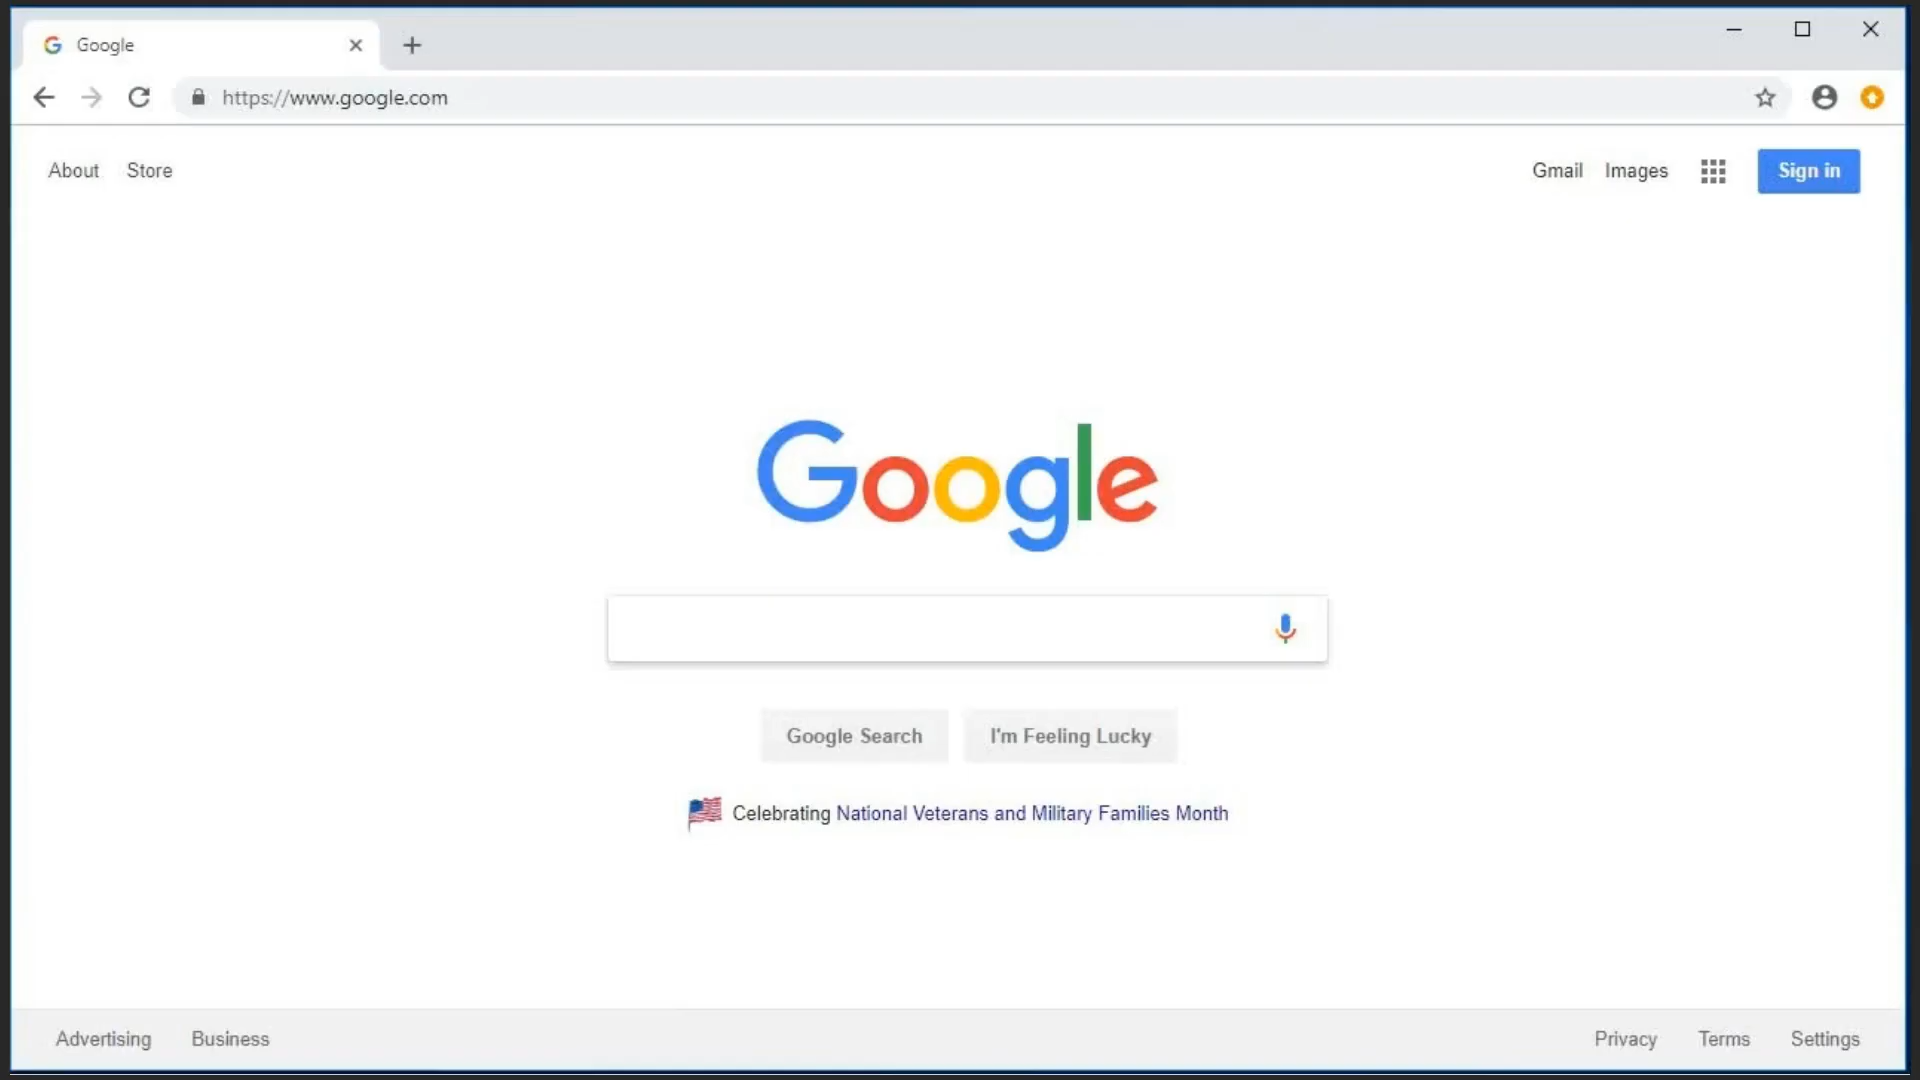 Google
https://www.google.com
About Store
Gmail Images Sign in
Google
Google Search I'm Feeling Lucky
Celebrating National Veterans and Military Families Month
Advertising Business
Privacy Terms Settings